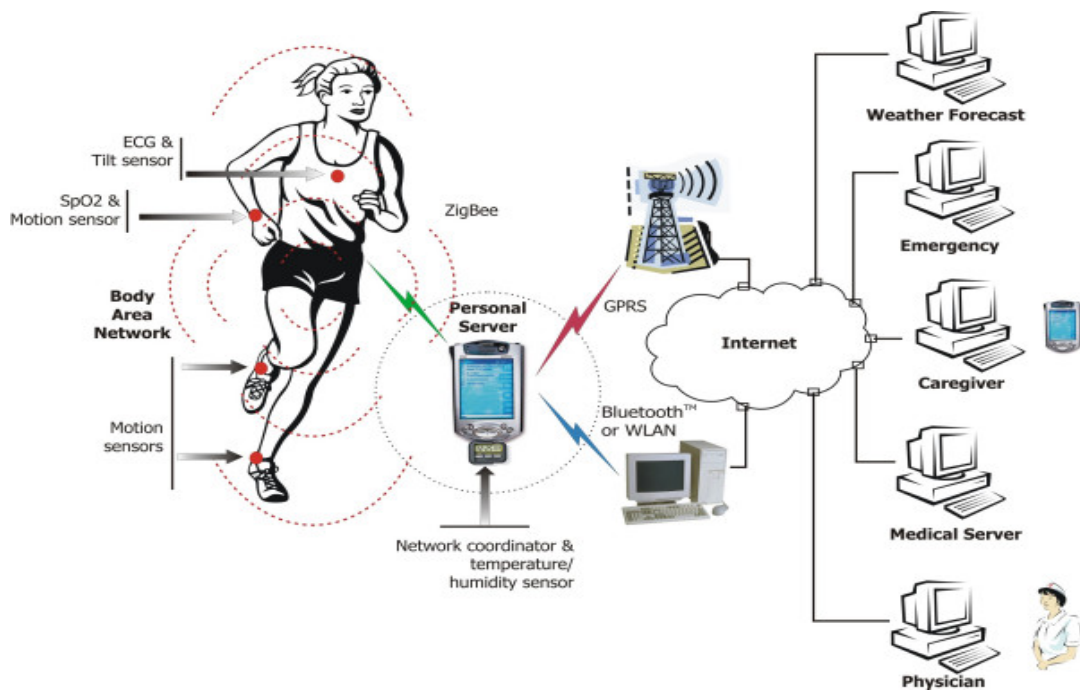 ECG &
Tilt sensor
SpO2 &
Motion sensor
Body
Area
Network
Motion
sensors
ZigBee
Personal
Server
Network coordinator &
temperature/
humidity sensor
GPRS
Bluetooth™
or WLAN
Internet
Weather Forecast
Emergency
Caregiver
Medical Server
Physician